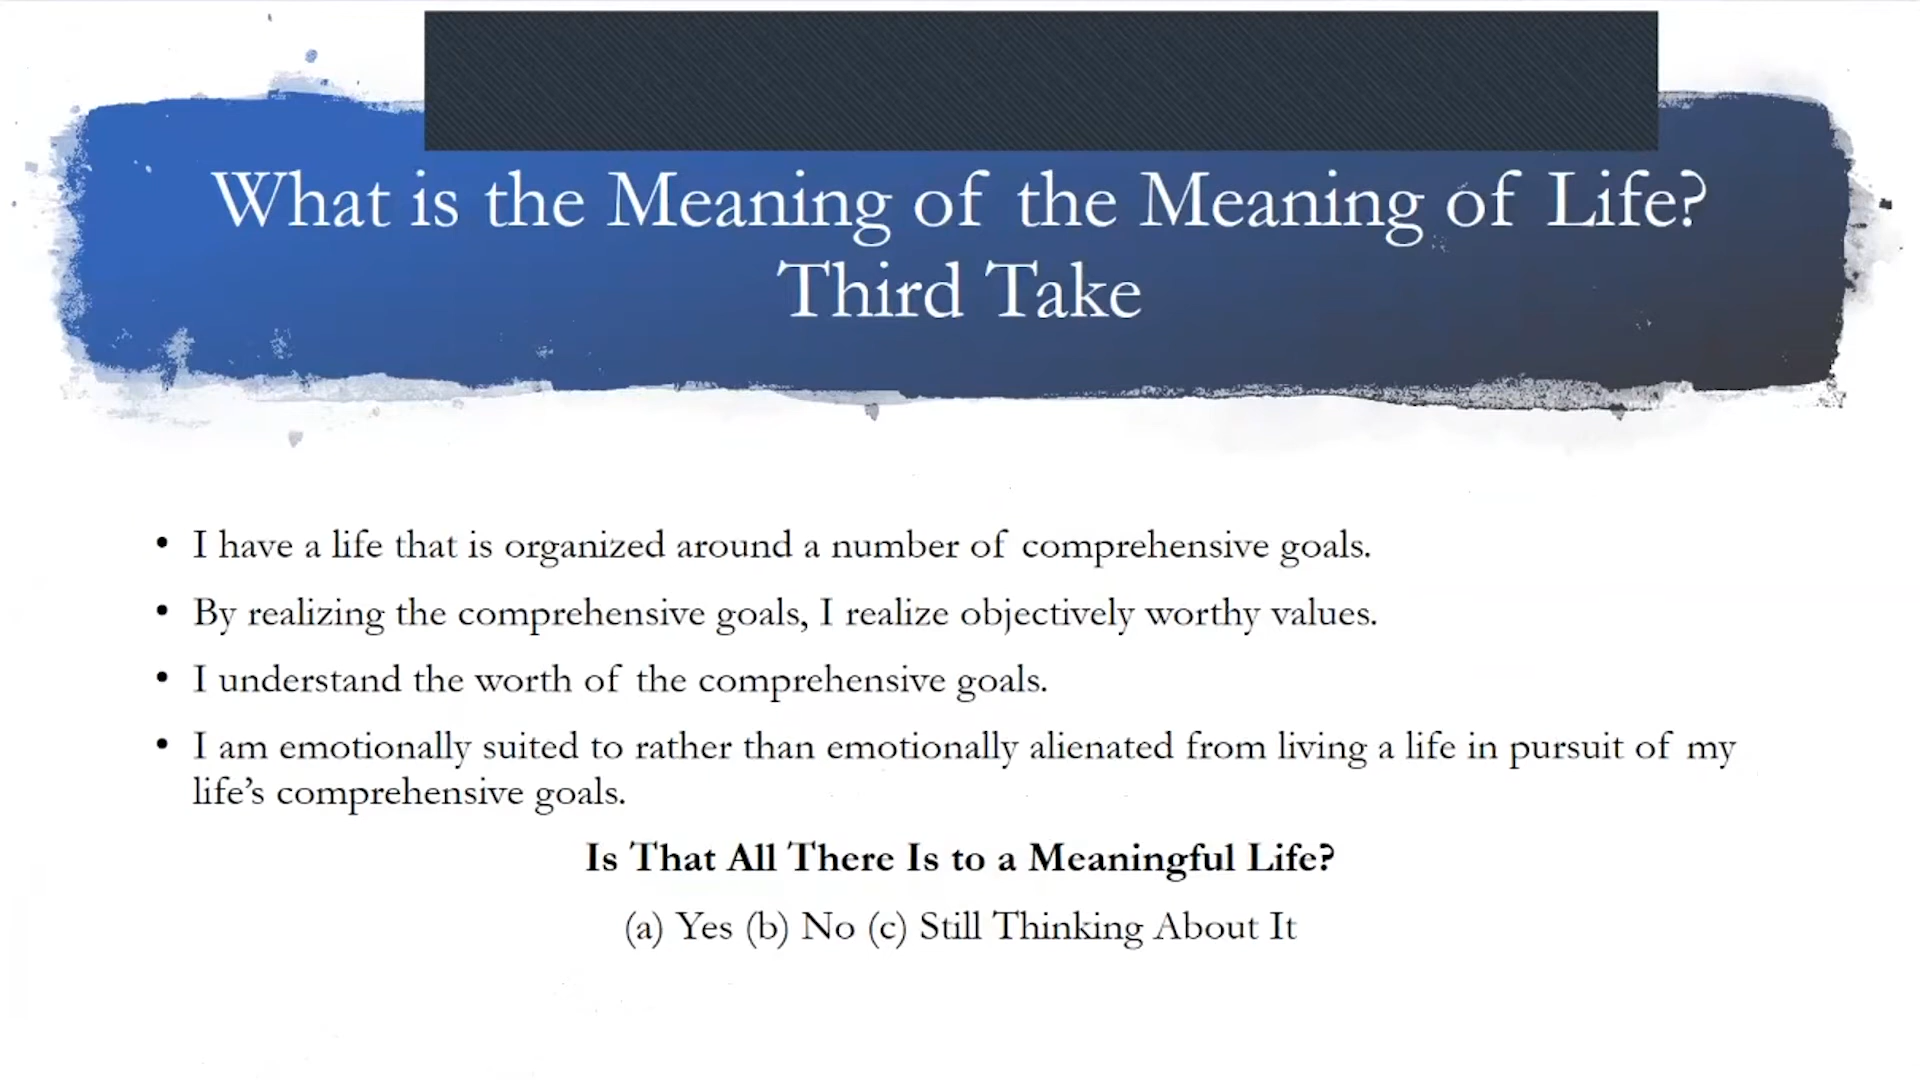 What is the Meaning of the Meaning of Life?
Third Take
• I have a life that is organized around a number of comprehensive goals.
• By realizing the comprehensive goals, I realize objectively worthy values.
• I understand the worth of the comprehensive goals.
• I am emotionally suited to rather than emotionally alienated from living a life in pursuit of my
life’s comprehensive goals.
Is That All There Is to a Meaningful Life?
(a) Yes (b) No (c) Still Thinking About It